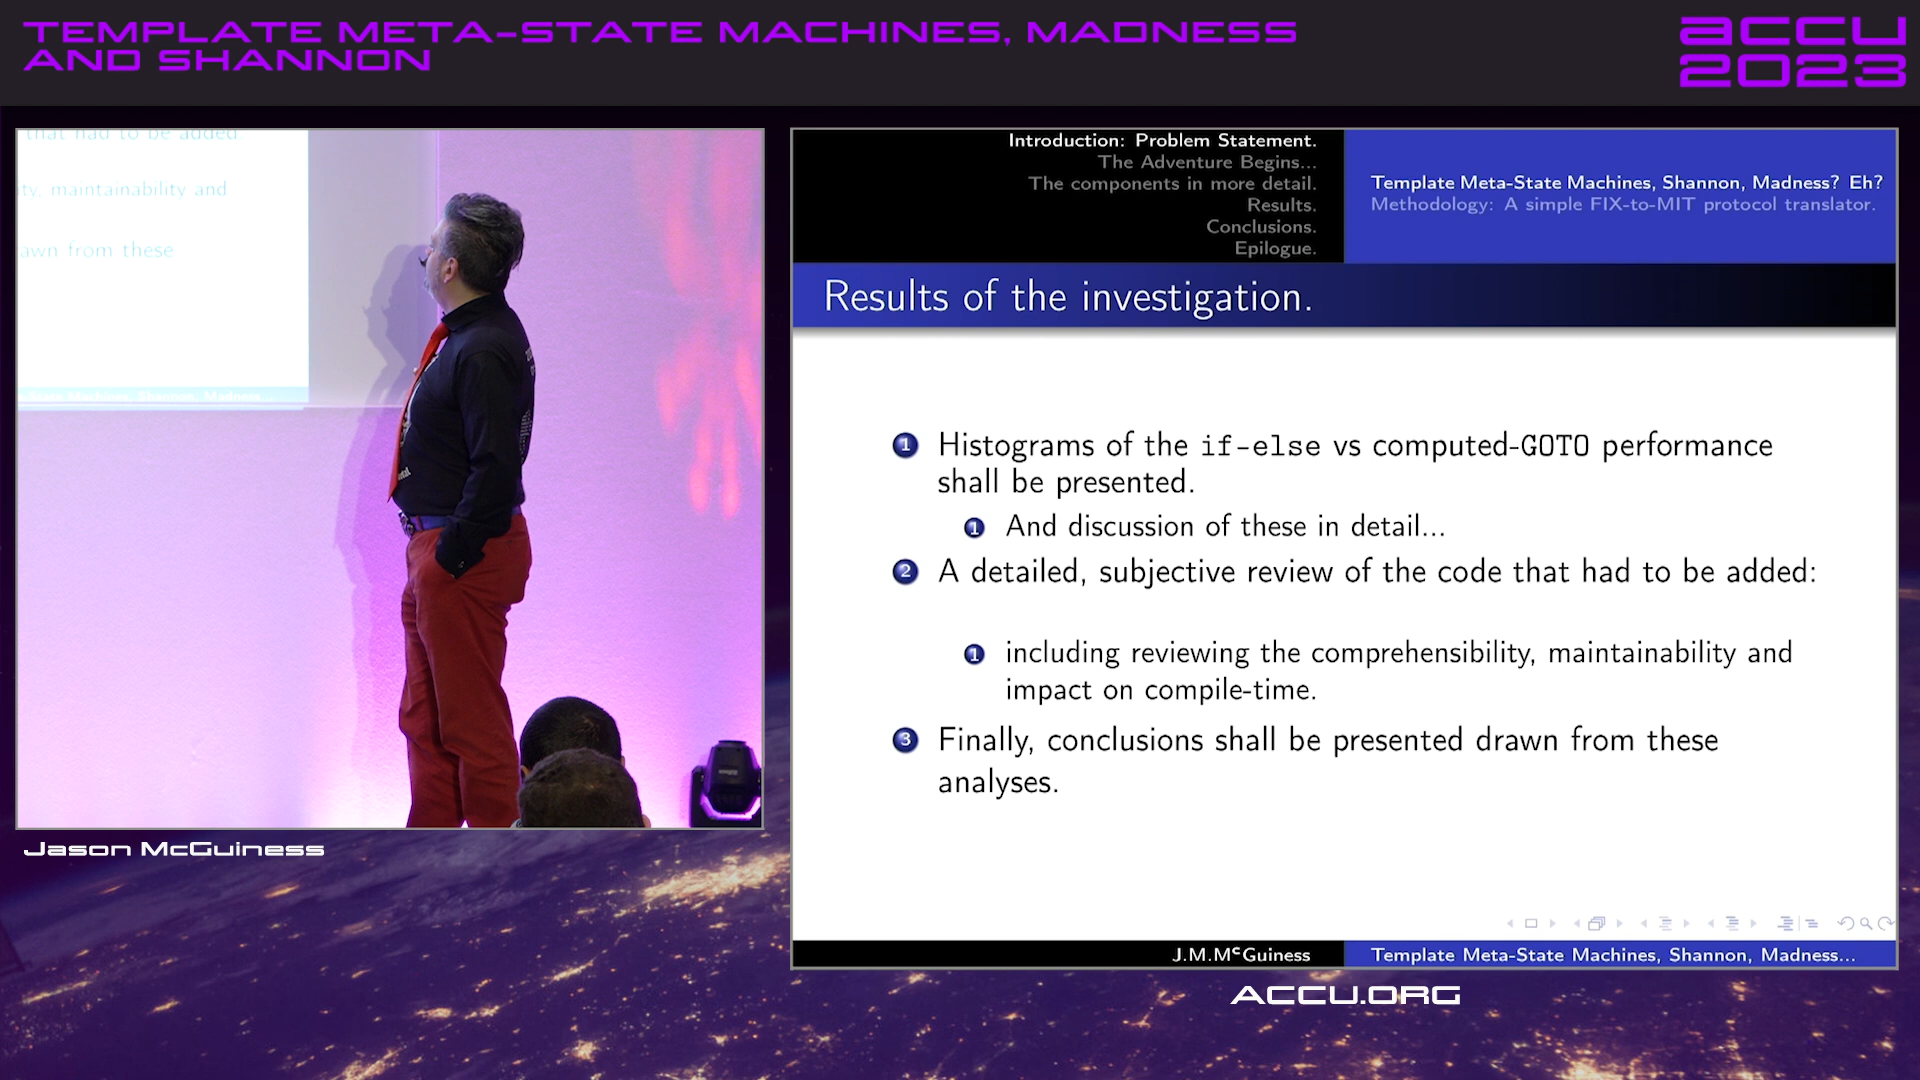 TEMPLATE META-STATE MACHINES, MADNESS
AND SHANNON
accu
2023
that had to be added:
ity, maintainability and
awn from these
State Machines, Shannon, Madness...
Jason McGuiness
Introduction: Problem Statement.
The Adventure Begins...
The components in more detail.
Results.
Conclusions.
Epilogue.
Template Meta-State Machines, Shannon, Madness? Eh?
Methodology: A simple FIX-to-MIT protocol translator.
Results of the investigation.
1 Histograms of the if-else vs computed-GOTO performance
shall be presented.
1 And discussion of these in detail...
2 A detailed, subjective review of the code that had to be added:
1 including reviewing the comprehensibility, maintainability and
impact on compile-time.
3 Finally, conclusions shall be presented drawn from these
analyses.
J.M.McGuiness
Template Meta-State Machines, Shannon, Madness...
ACCU.ORG